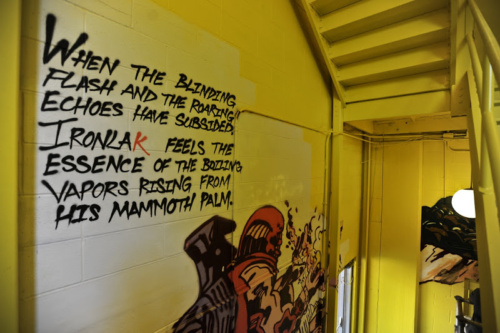 WHEN THE BLINDING
FLASH AND THE ROARING
ECHOES HAVE SUBSIDED,
IRONLAK FEELS THE
ESSENCE OF THE BOILING
VAPORS RISING FROM
HIS MAMMOTH PALM.